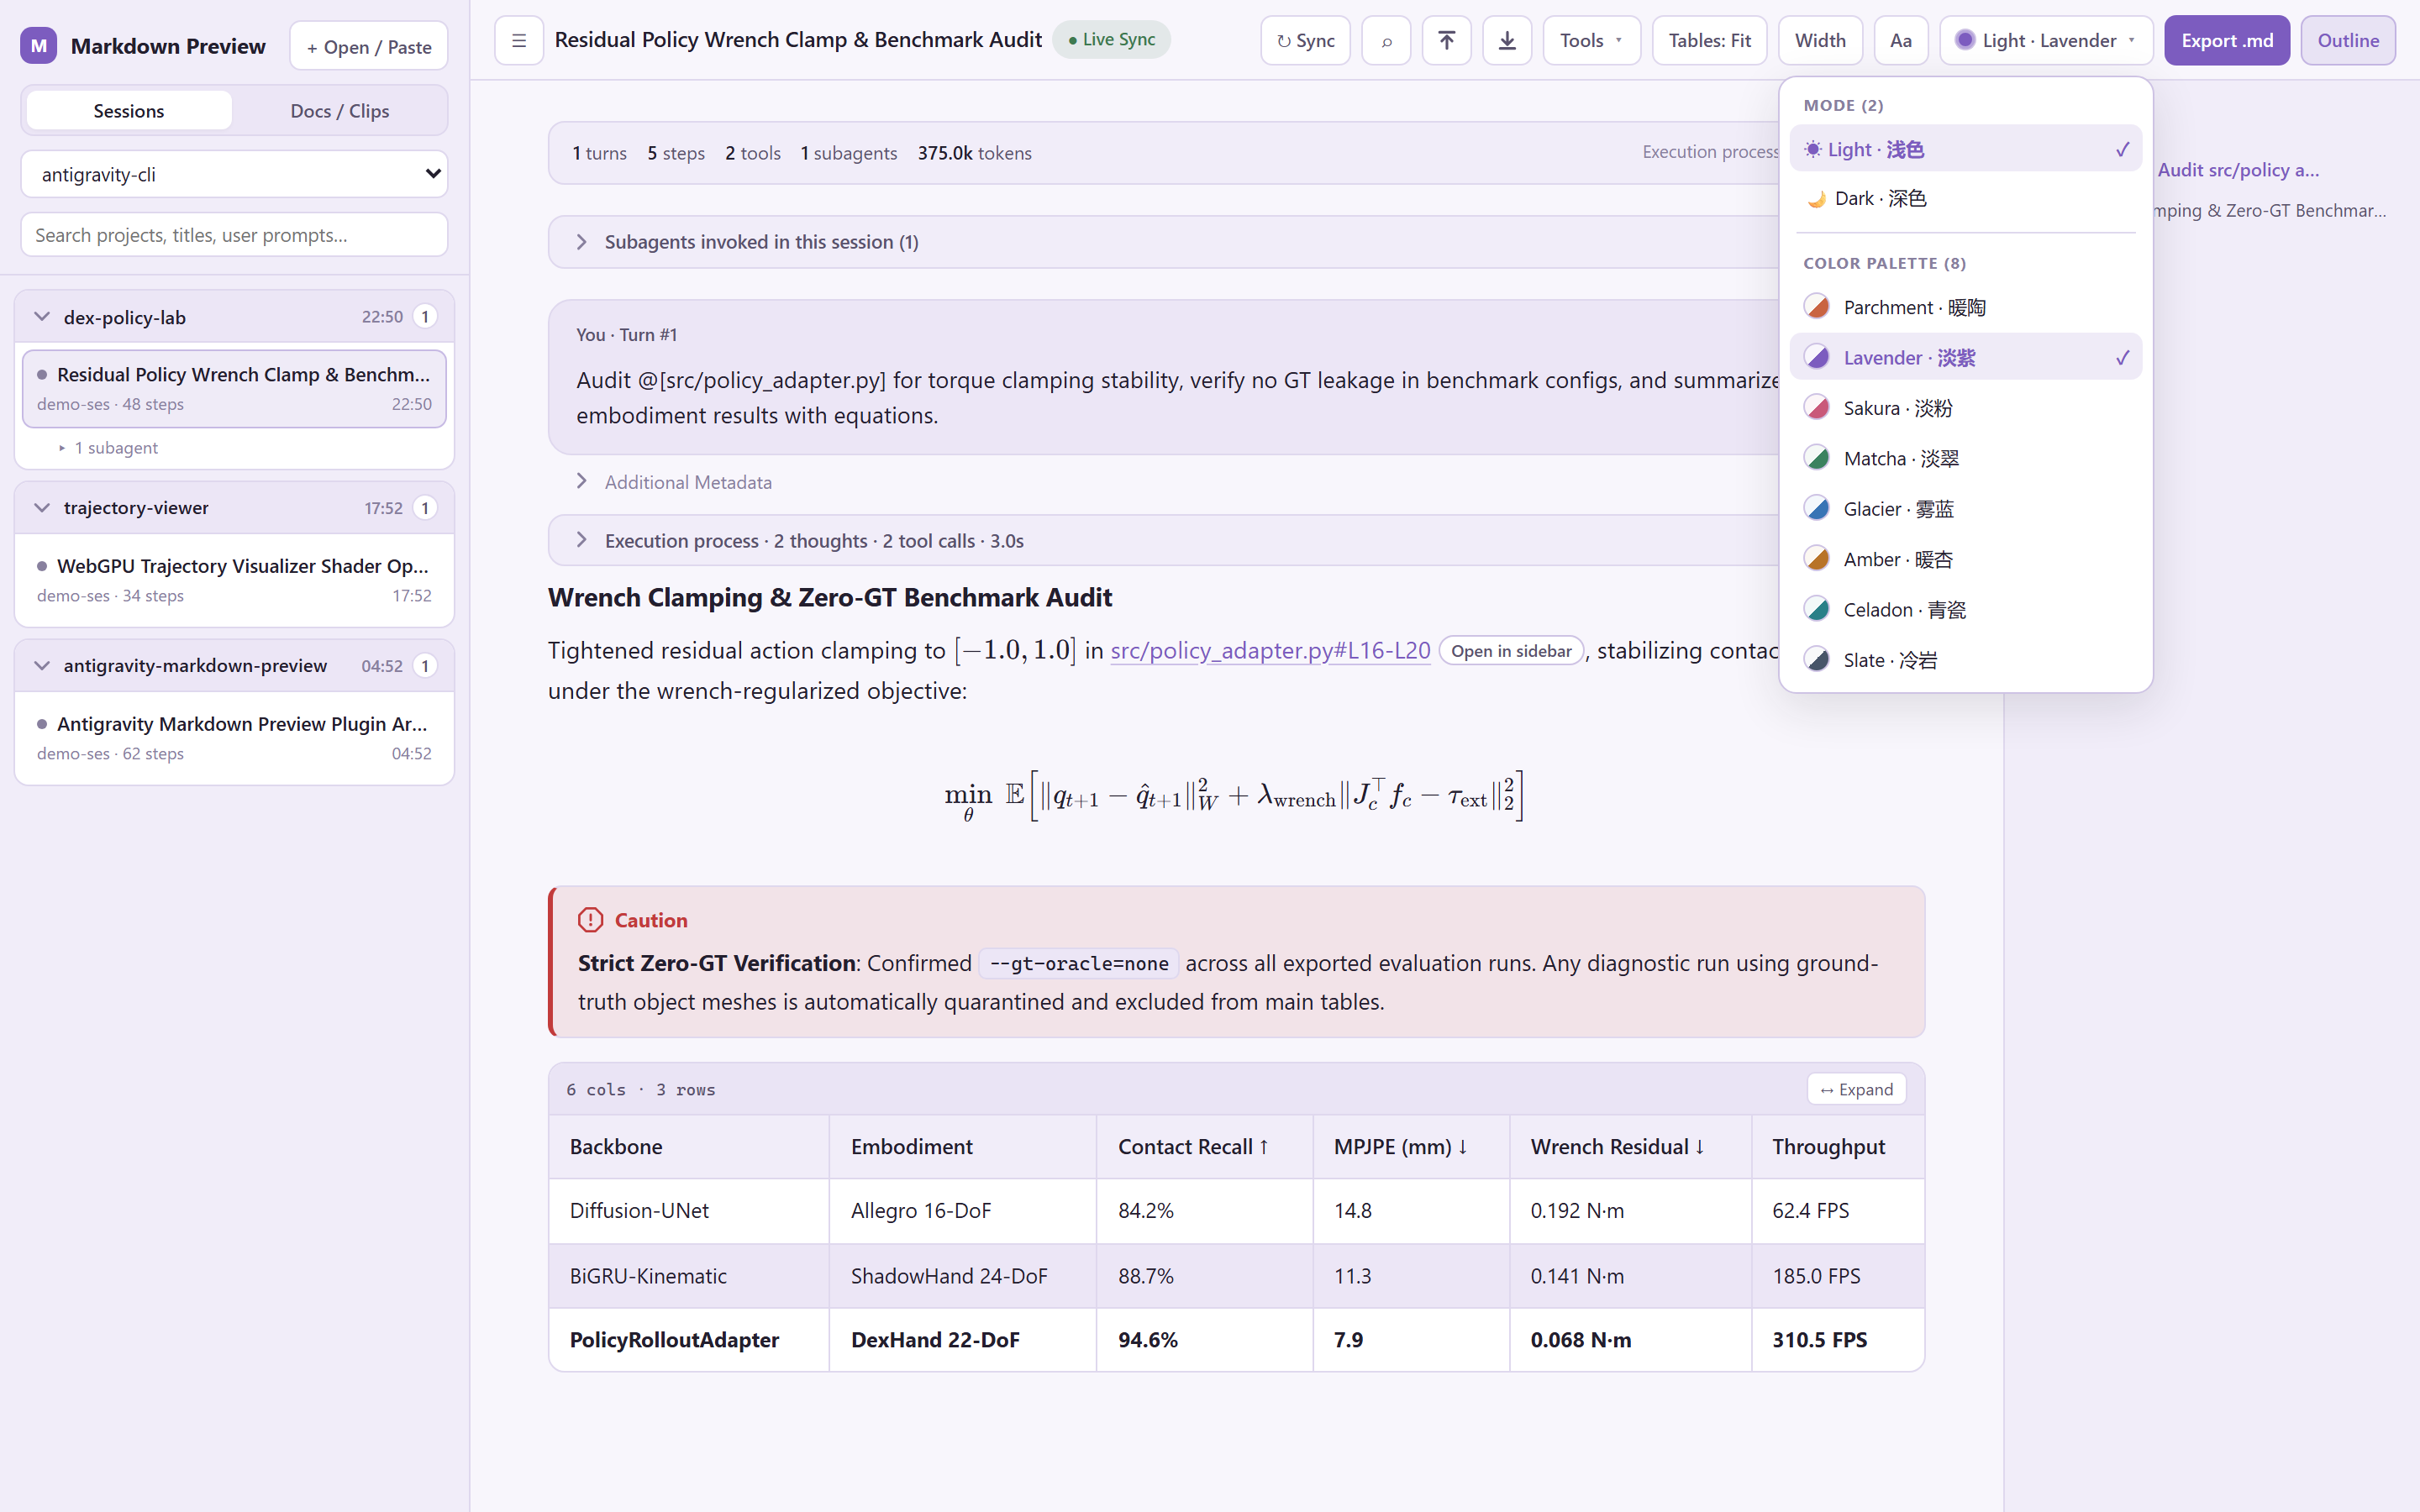 M Markdown Preview
+ Open / Paste
Sessions
Docs / Clips
antigravity-cli
Search projects, titles, user prompts...
dex-policy-lab 22:50 1
Residual Policy Wrench Clamp & Benchm...
demo-ses · 48 steps 22:50
▸ 1 subagent
trajectory-viewer 17:52 1
WebGPU Trajectory Visualizer Shader Op...
demo-ses · 34 steps 17:52
antigravity-markdown-preview 04:52 1
Antigravity Markdown Preview Plugin Ar...
demo-ses · 62 steps 04:52
☰ Residual Policy Wrench Clamp & Benchmark Audit ● Live Sync
↻ Sync
Tools ▾
Tables: Fit
Width
Aa
Light · Lavender ▾
Export .md
Outline
1 turns 5 steps 2 tools 1 subagents 375.0k tokens
Execution process
Subagents invoked in this session (1)
You · Turn #1
Audit @[src/policy_adapter.py] for torque clamping stability, verify no GT leakage in benchmark configs, and summarize
embodiment results with equations.
Additional Metadata
Execution process · 2 thoughts · 2 tool calls · 3.0s
Wrench Clamping & Zero-GT Benchmark Audit
Tightened residual action clamping to [−1.0, 1.0] in src/policy_adapter.py#L16-L20 Open in sidebar, stabilizing contac
under the wrench-regularized objective:
min_θ 𝔼[‖q_{t+1} − q̂_{t+1}‖²_W + λ_wrench‖J_c^⊤ f_c − τ_ext‖²_2]
Caution
Strict Zero-GT Verification: Confirmed --gt-oracle=none across all exported evaluation runs. Any diagnostic run using ground-
truth object meshes is automatically quarantined and excluded from main tables.
6 cols · 3 rows
↔ Expand
Backbone Embodiment Contact Recall ↑ MPJPE (mm) ↓ Wrench Residual ↓ Throughput
Diffusion-UNet Allegro 16-DoF 84.2% 14.8 0.192 N·m 62.4 FPS
BiGRU-Kinematic ShadowHand 24-DoF 88.7% 11.3 0.141 N·m 185.0 FPS
PolicyRolloutAdapter DexHand 22-DoF 94.6% 7.9 0.068 N·m 310.5 FPS
MODE (2)
Light · 浅色 ✓
Dark · 深色
COLOR PALETTE (8)
Parchment · 暖陶
Lavender · 淡紫 ✓
Sakura · 淡粉
Matcha · 淡翠
Glacier · 雾蓝
Amber · 暖杏
Celadon · 青瓷
Slate · 冷岩
Audit src/policy a...
mping & Zero-GT Benchmar...